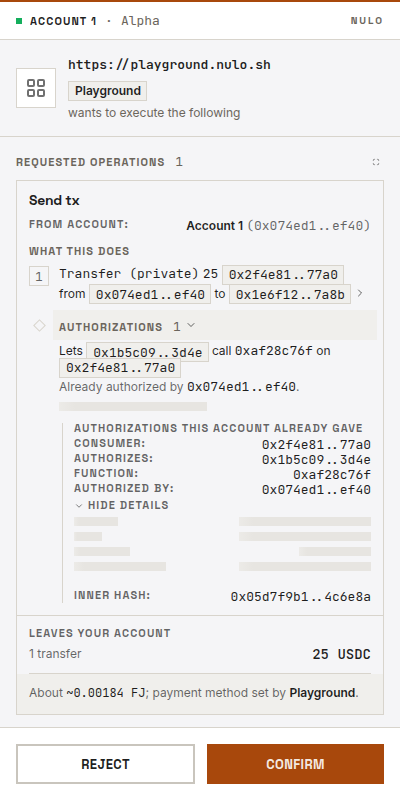 ACCOUNT 1 · Alpha
NULO
https://playground.nulo.sh
Playground
wants to execute the following
REQUESTED OPERATIONS 1
Send tx
FROM ACCOUNT: Account 1 (0x074ed1..ef40)
WHAT THIS DOES
1 Transfer (private) 25 0x2f4e81..77a0
from 0x074ed1..ef40 to 0x1e6f12..7a8b
AUTHORIZATIONS 1
Lets 0x1b5c09..3d4e call 0xaf28c76f on
0x2f4e81..77a0
Already authorized by 0x074ed1..ef40.
AUTHORIZATIONS THIS ACCOUNT ALREADY GAVE
CONSUMER: 0x2f4e81..77a0
AUTHORIZES: 0x1b5c09..3d4e
FUNCTION: 0xaf28c76f
AUTHORIZED BY: 0x074ed1..ef40
HIDE DETAILS
INNER HASH: 0x05d7f9b1..4c6e8a
LEAVES YOUR ACCOUNT
1 transfer 25 USDC
About ~0.00184 FJ; payment method set by Playground.
REJECT
CONFIRM